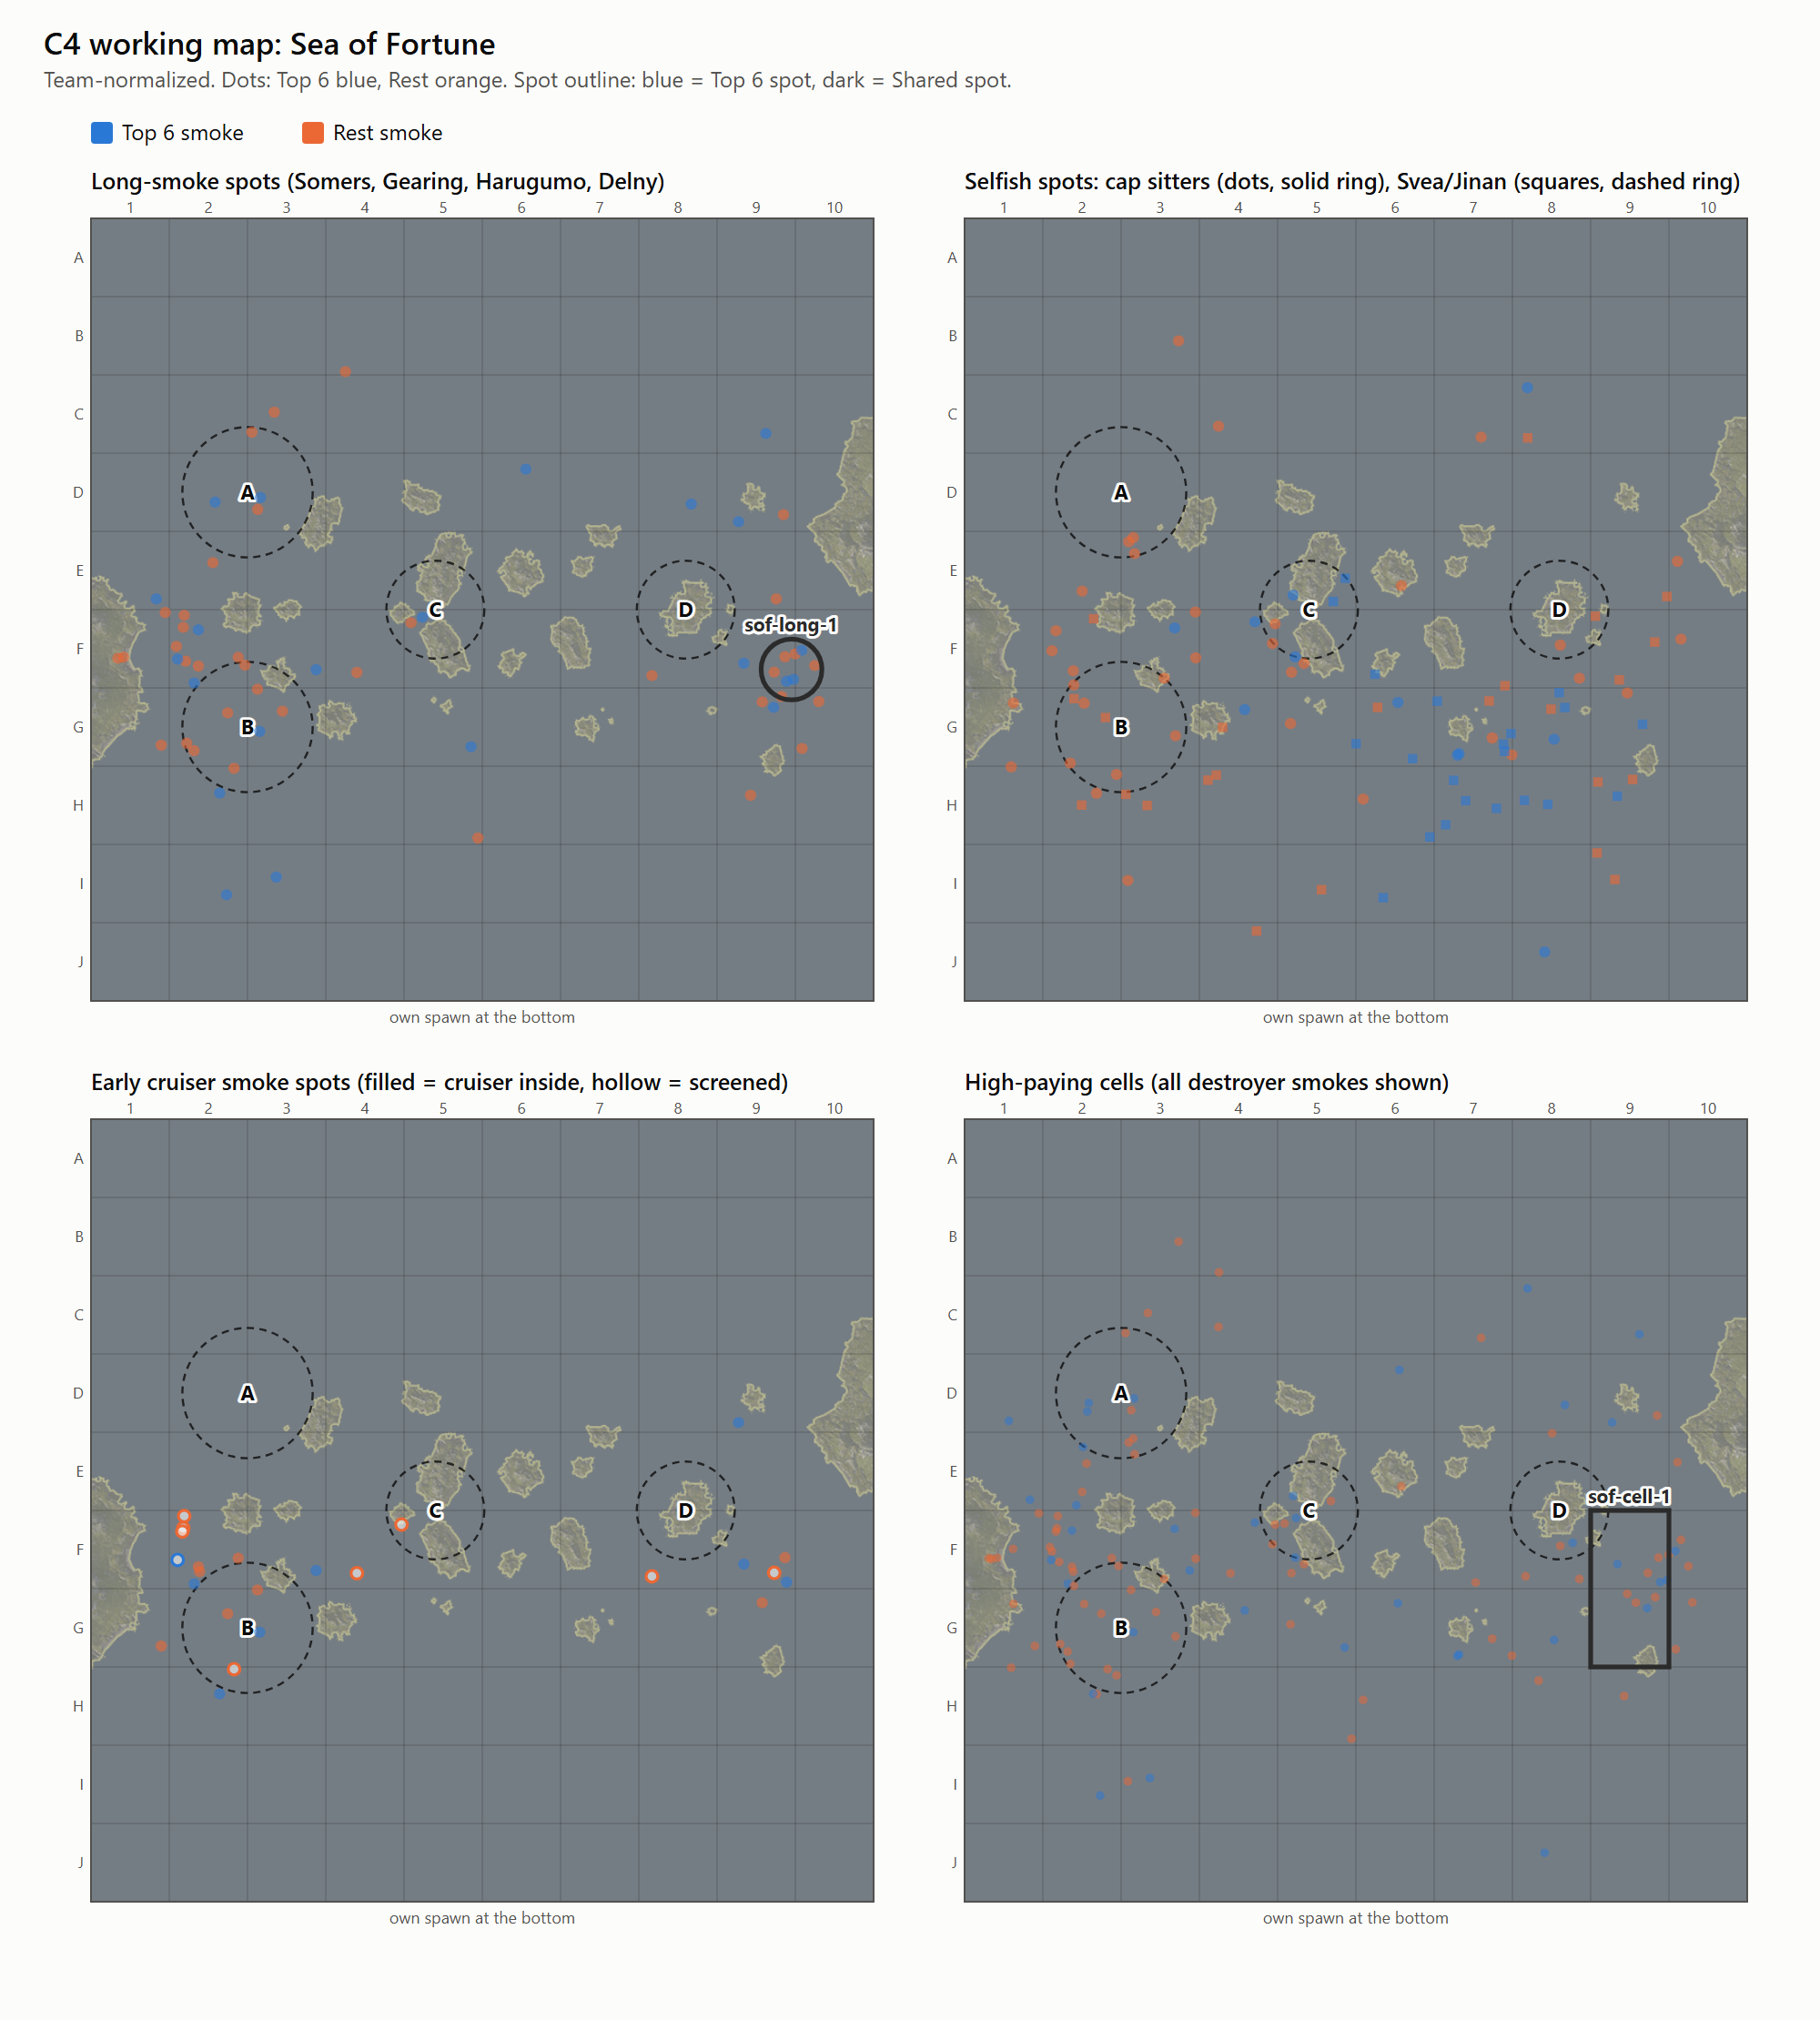 C4 working map: Sea of Fortune
Team-normalized. Dots: Top 6 blue, Rest orange. Spot outline: blue = Top 6 spot, dark = Shared spot.
Top 6 smoke Rest smoke
Long-smoke spots (Somers, Gearing, Harugumo, Delny)
1 2 3 4 5 6 7 8 9 10
A
B
C
D
A
E
C D
sof-long-1
F
G
B
H
I
J
own spawn at the bottom
Selfish spots: cap sitters (dots, solid ring), Svea/Jinan (squares, dashed ring)
1 2 3 4 5 6 7 8 9 10
A
B
C
D
A
E
C D
F
G
B
H
I
J
own spawn at the bottom
Early cruiser smoke spots (filled = cruiser inside, hollow = screened)
1 2 3 4 5 6 7 8 9 10
A
B
C
D
A
E
C D
F
G
B
H
I
J
own spawn at the bottom
High-paying cells (all destroyer smokes shown)
1 2 3 4 5 6 7 8 9 10
A
B
C
D
A
E
sof-cell-1
C D
F
G
B
H
I
J
own spawn at the bottom